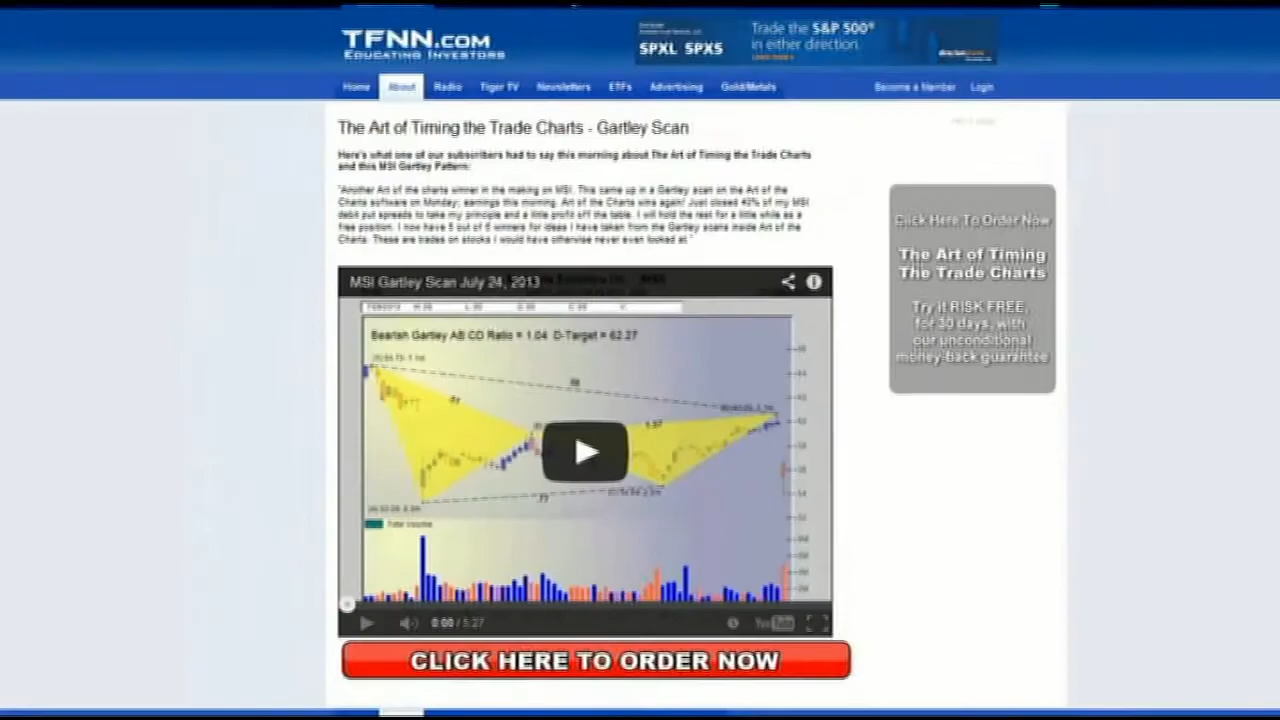 TFNN.COM
EDUCATING INVESTORS
SPXL SPXS
Trade the S&P 500®
in either direction.
Home About Radio Tiger TV Newsletters ETFs Advertising Gold/Metals
Become a Member Login
The Art of Timing the Trade Charts - Gartley Scan
Here's what one of our subscribers had to say this morning about The Art of Timing the Trade Charts
and this MSI Gartley Pattern:
"Another Art of the charts winner in the making on MSI. This came up in a Gartley scan on the Art of the
Charts software on Monday; earnings this morning. Art of the Charts wins again! Just closed 42% of my MSI
debit put spreads to take my principle and a little profit off the table. I will hold the rest for a little while as a
free position. I now have 5 out of 5 winners for ideas I have taken from the Gartley scans inside Art of the
Charts. These are trades on stocks I would have otherwise never even looked at."
Click Here To Order Now
The Art of Timing
The Trade Charts
Try it RISK FREE,
for 30 days, with
our unconditional
money-back guarantee
MSI Gartley Scan July 24, 2013
Bearish Gartley AB CD Ratio = 1.04 D-Target = 62.27
1.57
.77
Total Volume
0:00 / 5:27
YouTube
CLICK HERE TO ORDER NOW